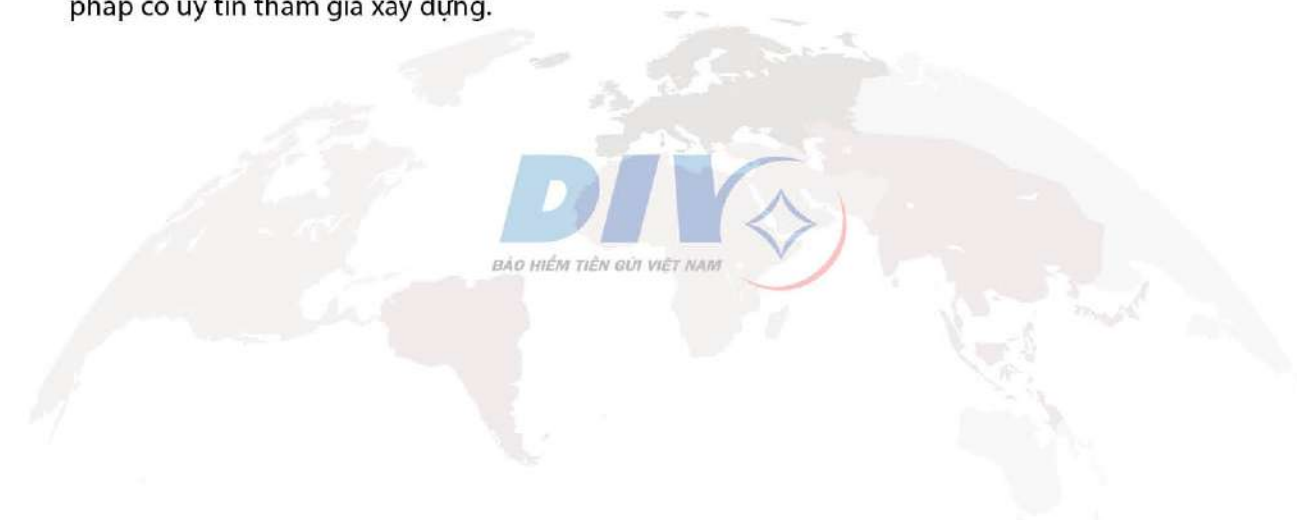 pháp có uy tín tham gia xây dựng.
DIV
BẢO HIỂM TIỀN GỬI VIỆT NAM